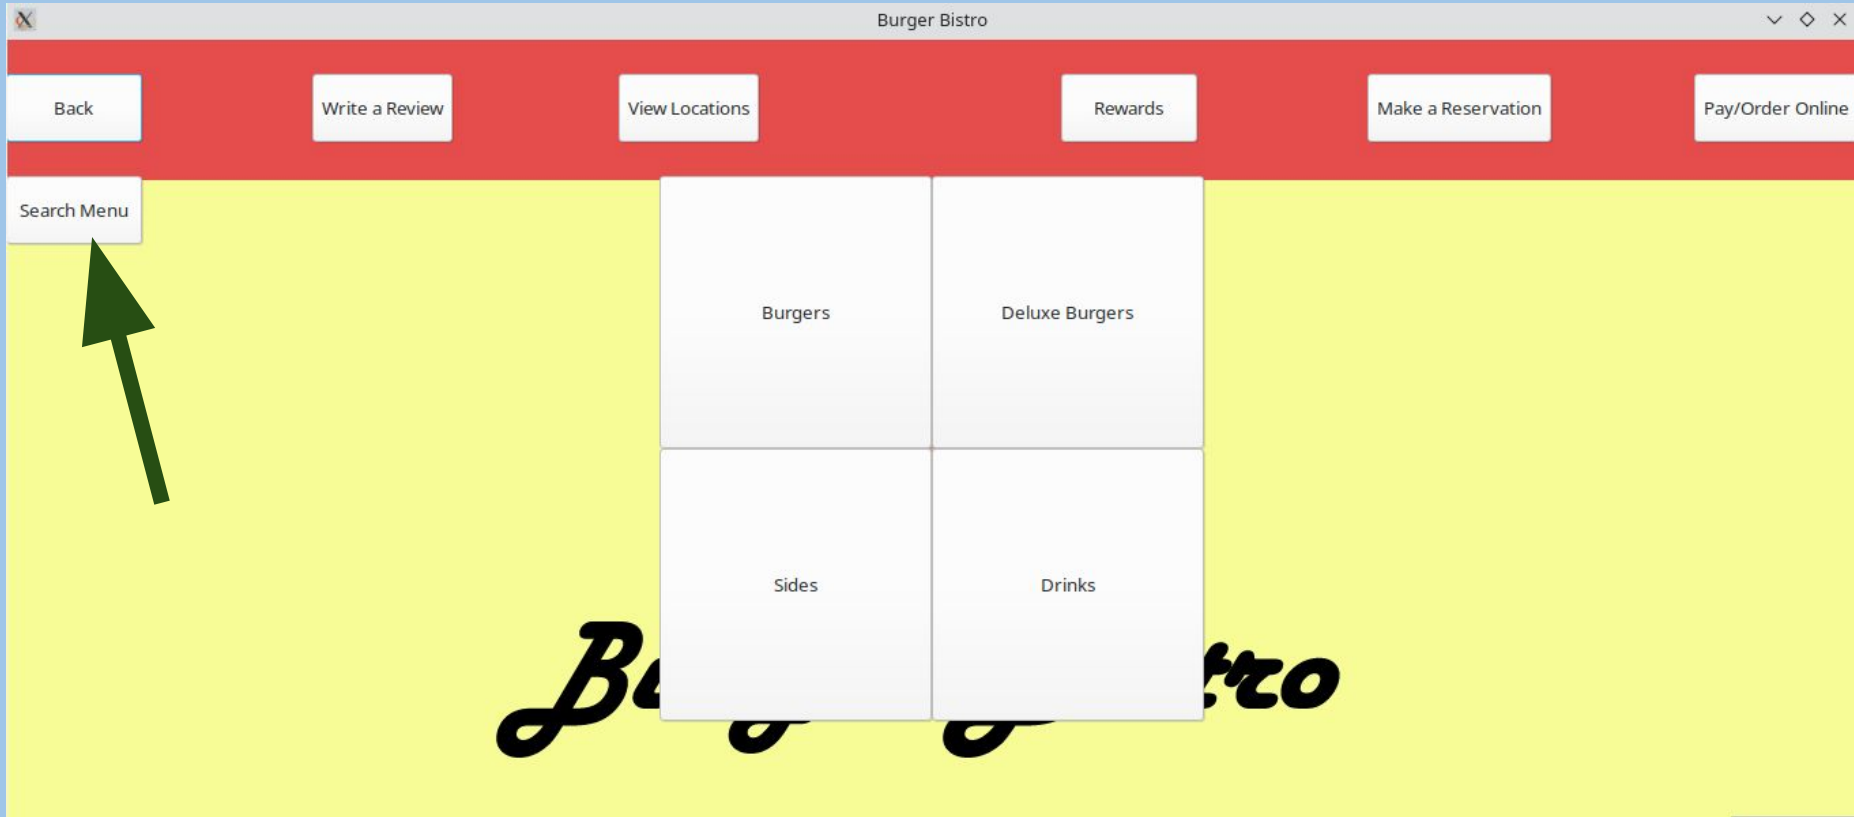 Burger Bistro
Back
Write a Review
View Locations
Rewards
Make a Reservation
Pay/Order Online
Search Menu
Burgers
Deluxe Burgers
Sides
Drinks